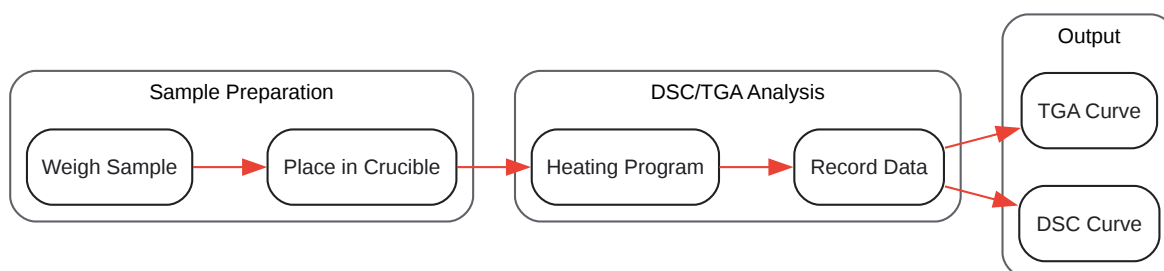 Sample Preparation
Weigh Sample
Place in Crucible
DSC/TGA Analysis
Heating Program
Record Data
Output
TGA Curve
DSC Curve